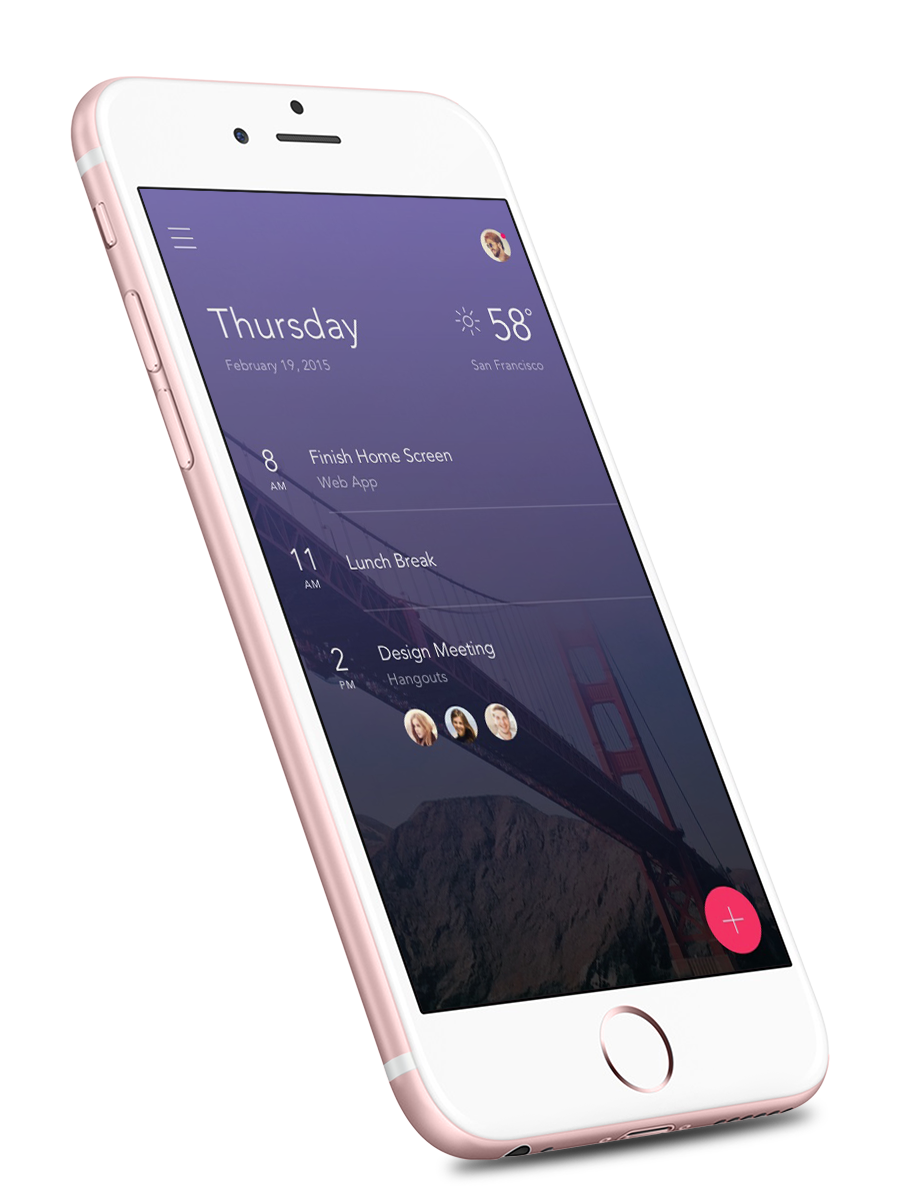 Thursday
58°
February 19, 2015
San Francisco
8
AM
Finish Home Screen
Web App
11
AM
Lunch Break
2
PM
Design Meeting
Hangouts